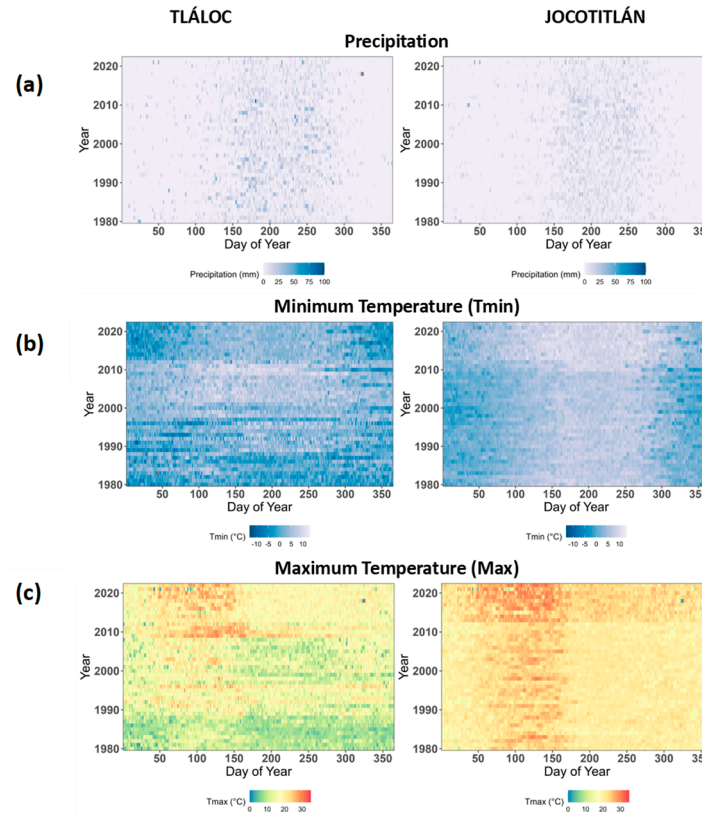 TLÁLOC JOCOTITLÁN
Precipitation
(a)
Year
2020
2010
2000
1990
1980
50 100 150 200 250 300 350
Day of Year
Precipitation (mm) 0 25 50 75 100
Year
2020
2010
2000
1990
1980
50 100 150 200 250 300 350
Day of Year
Precipitation (mm) 0 25 50 75 100
Minimum Temperature (Tmin)
(b)
Year
2020
2010
2000
1990
1980
50 100 150 200 250 300 350
Day of Year
Tmin (°C) -10 -5 0 5 10
Year
2020
2010
2000
1990
1980
50 100 150 200 250 300 35
Day of Year
Tmin (°C) -10 -5 0 5 10
Maximum Temperature (Max)
(c)
Year
2020
2010
2000
1990
1980
50 100 150 200 250 300 350
Day of Year
Tmax (°C) 0 10 20 30
Year
2020
2010
2000
1990
1980
50 100 150 200 250 300 35
Day of Year
Tmax (°C) 0 10 20 30